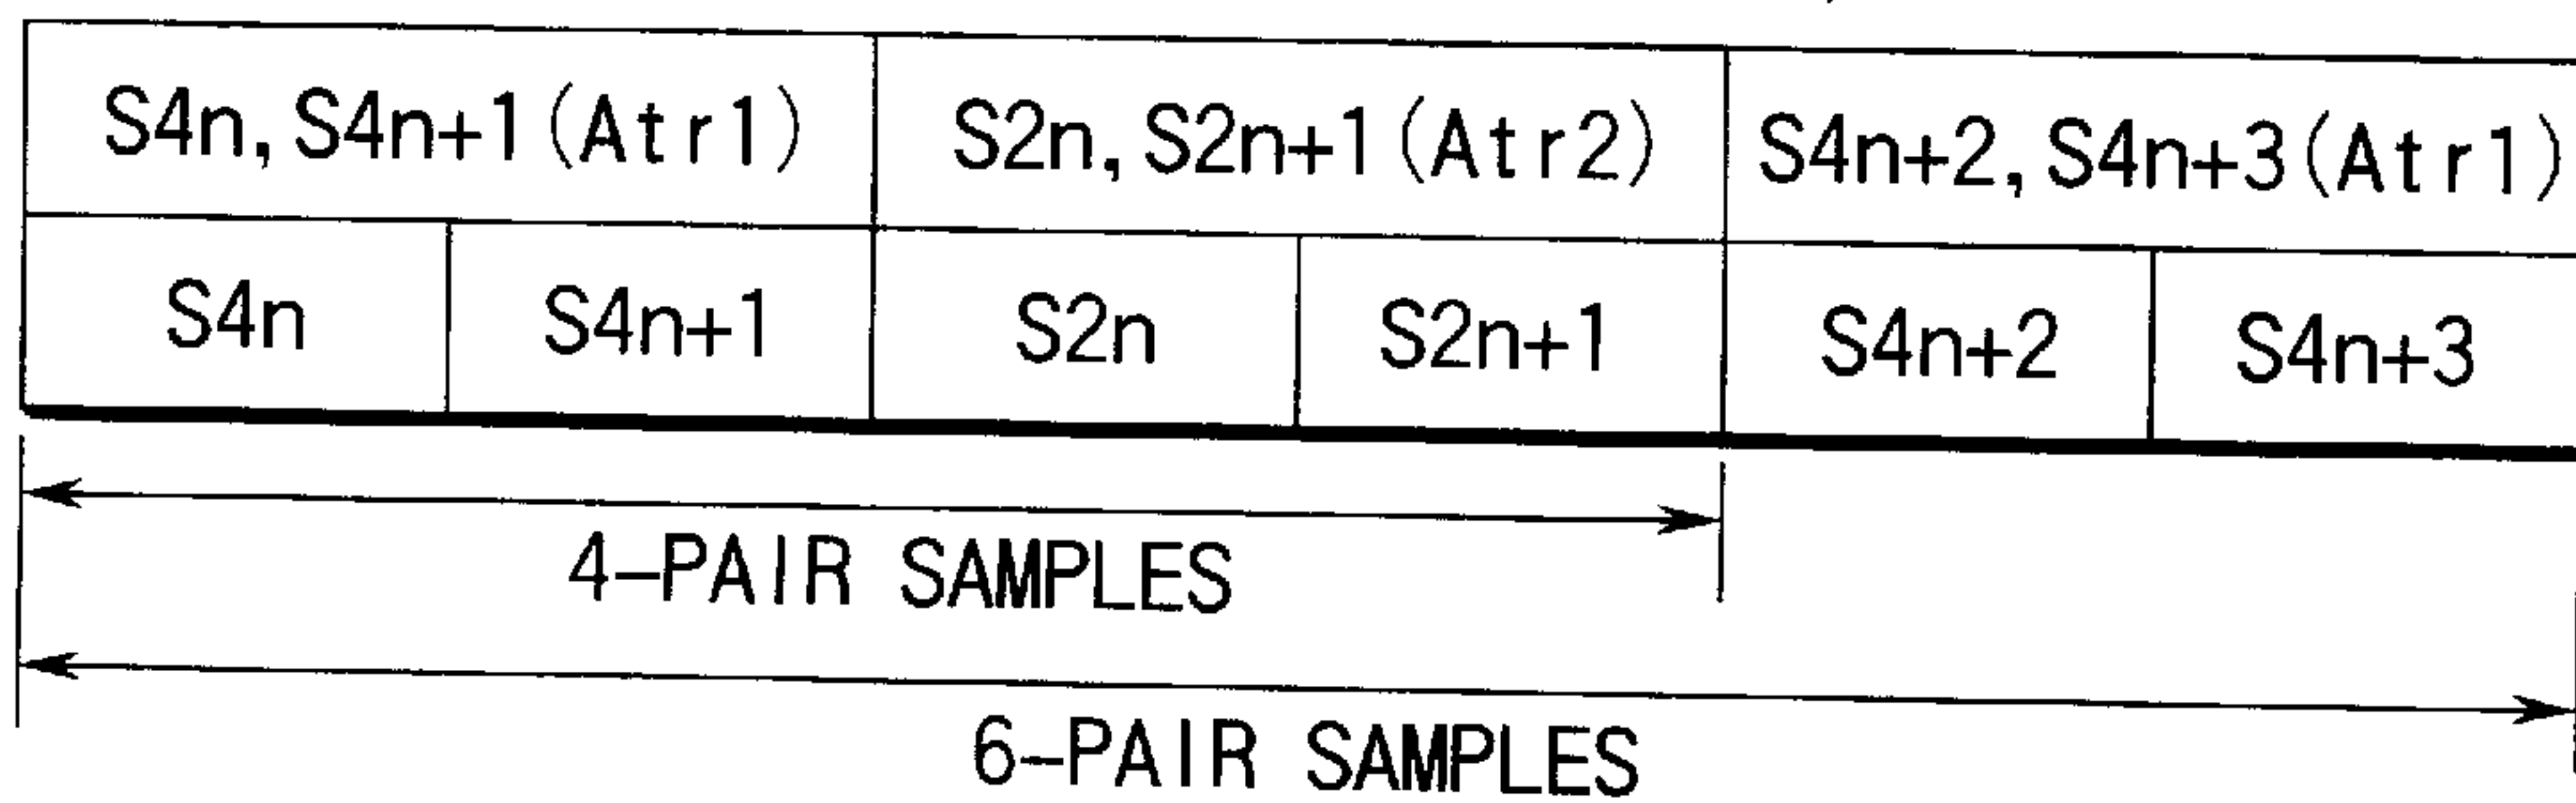 S4n, S4n+1(Atr1) S2n, S2n+1(Atr2) S4n+2, S4n+3(Atr1)
S4n S4n+1 S2n S2n+1 S4n+2 S4n+3
4-PAIR SAMPLES
6-PAIR SAMPLES